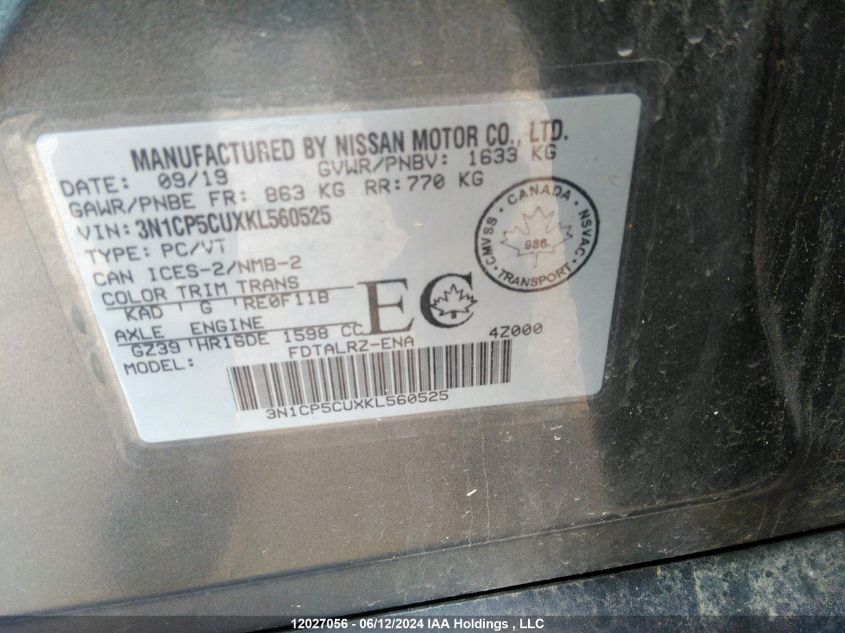 MANUFACTURED BY NISSAN MOTOR CO., LTD.
DATE: 09/19 GVWR/PNBV: 1633 KG
GAWR/PNBE FR: 863 KG RR:770 KG
VIN: 3N1CP5CUXKL560525
TYPE: PC/VT
CAN ICES-2/NMB-2
COLOR TRIM TRANS
KAD G RE0F11B
AXLE ENGINE
GZ39 HR16DE 1598 CC
EC
CANADA
CMVSS NSVAC
986
TRANSPORT
4Z000
MODEL: FDTALRZ-ENA
3N1CP5CUXKL560525
12027056 - 06/12/2024 IAA Holdings, LLC